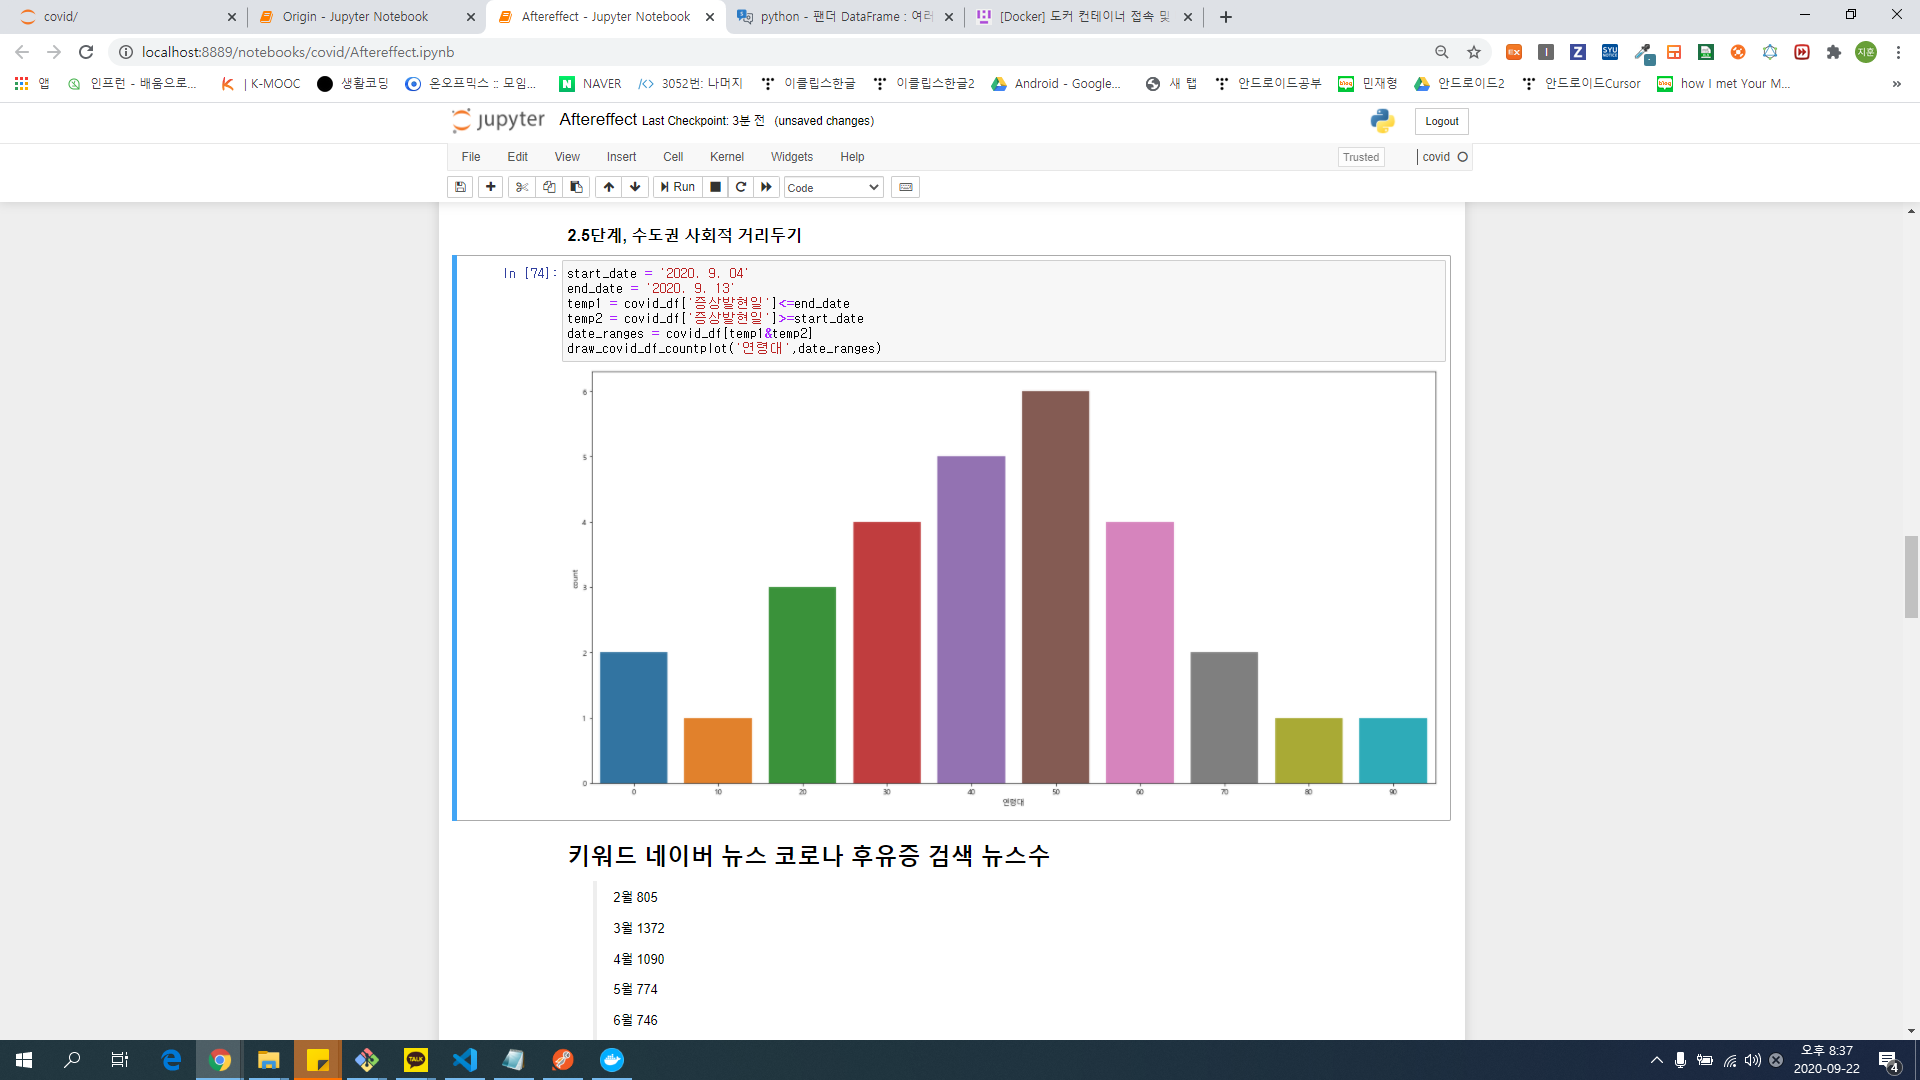 covid/
Origin - Jupyter Notebook
Aftereffect - Jupyter Notebook
python - 팬더 DataFrame : 여러
[Docker] 도커 컨테이너 접속 및
localhost:8889/notebooks/covid/Aftereffect.ipynb
지훈
앱
인프런 - 배움으로...
| K-MOOC
생활코딩
온오프믹스 :: 모임...
NAVER
3052번: 나머지
이클립스한글
이클립스한글2
Android - Google...
새 탭
안드로이드공부
민재형
안드로이드2
안드로이드Cursor
how I met Your M...
jupyter Aftereffect Last Checkpoint: 3분 전 (unsaved changes)
Logout
File Edit View Insert Cell Kernel Widgets Help
Trusted
covid
Run
Code
2.5단계, 수도권 사회적 거리두기
In [74]:
start_date = '2020. 9. 04'
end_date = '2020. 9. 13'
temp1 = covid_df['증상발현일']<=end_date
temp2 = covid_df['증상발현일']>=start_date
date_ranges = covid_df[temp1&temp2]
draw_covid_df_countplot('연령대',date_ranges)
6
5
4
3
2
1
0
count
0 10 20 30 40 50 60 70 80 90
연령대
키워드 네이버 뉴스 코로나 후유증 검색 뉴스수
2월 805
3월 1372
4월 1090
5월 774
6월 746
TALK
오후 8:37
2020-09-22
4